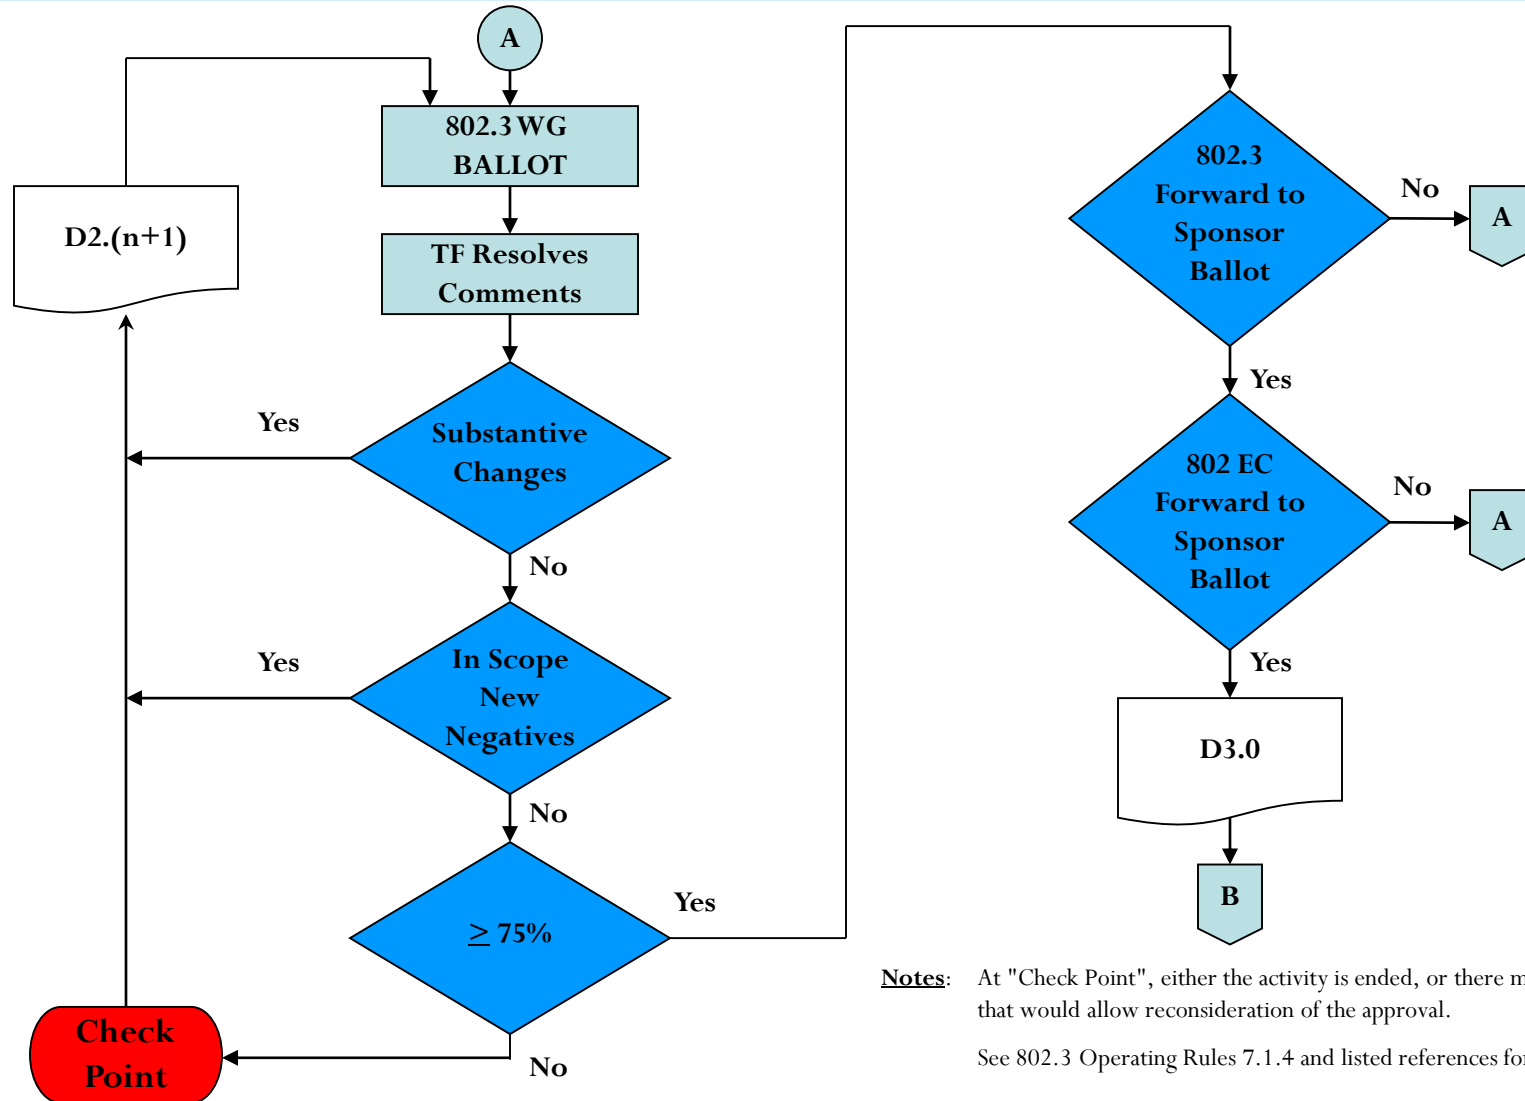 A
802.3 WG
BALLOT
D2.(n+1)
TF Resolves
Comments
Yes
Substantive
Changes
No
Yes
In Scope
New
Negatives
No
≥ 75%
Yes
Check
Point
No
802.3
Forward to
Sponsor
Ballot
No
A
Yes
802 EC
Forward to
Sponsor
Ballot
No
A
Yes
D3.0
B
Notes: At "Check Point", either the activity is ended, or there
that would allow reconsideration of the approval.
See 802.3 Operating Rules 7.1.4 and listed references for